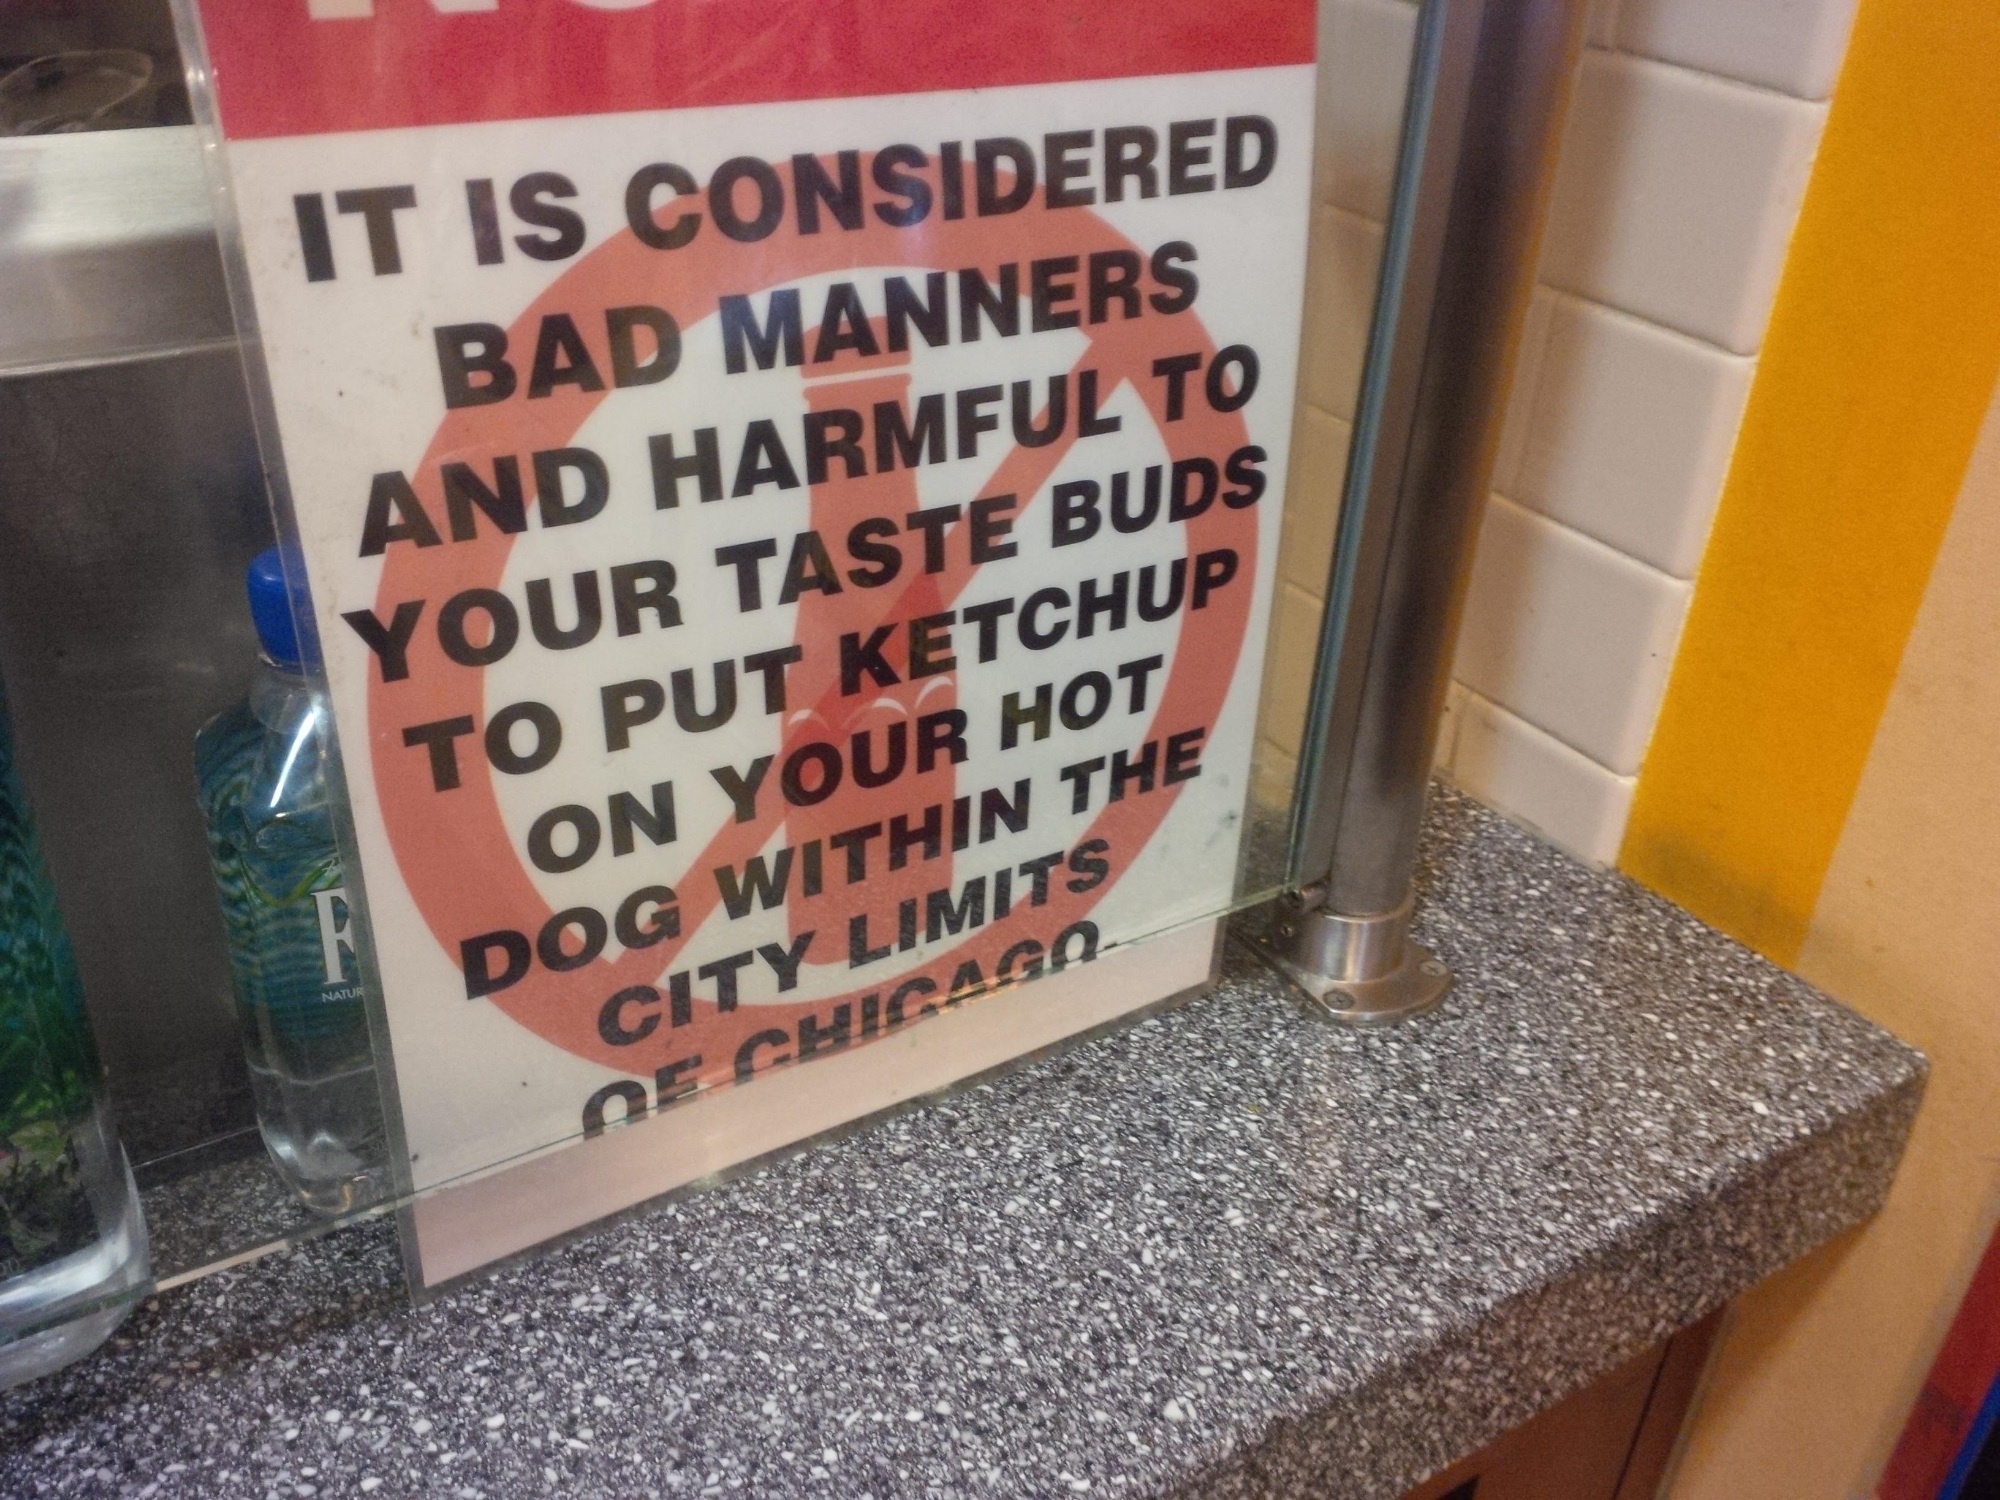 IT IS CONSIDERED
BAD MANNERS
AND HARMFUL TO
YOUR TASTE BUDS
TO PUT KETCHUP
ON YOUR HOT
DOG WITHIN THE
CITY LIMITS
OF CHICAGO.